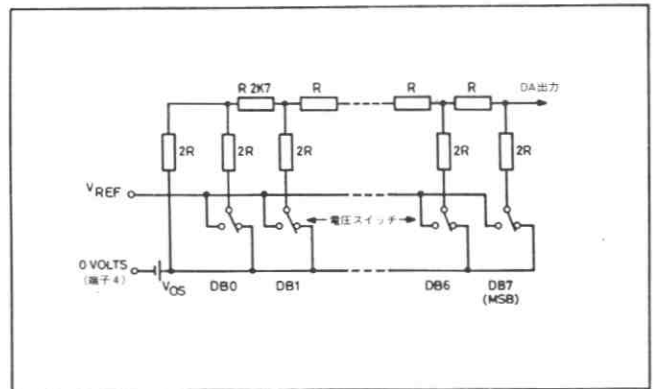 R 2K7 R R R DA出力
2R 2R 2R 2R 2R
VREF
電圧スイッチ
0 VOLTS
(端子4) VOS DB0 DB1 DB6 DB7
(MSB)